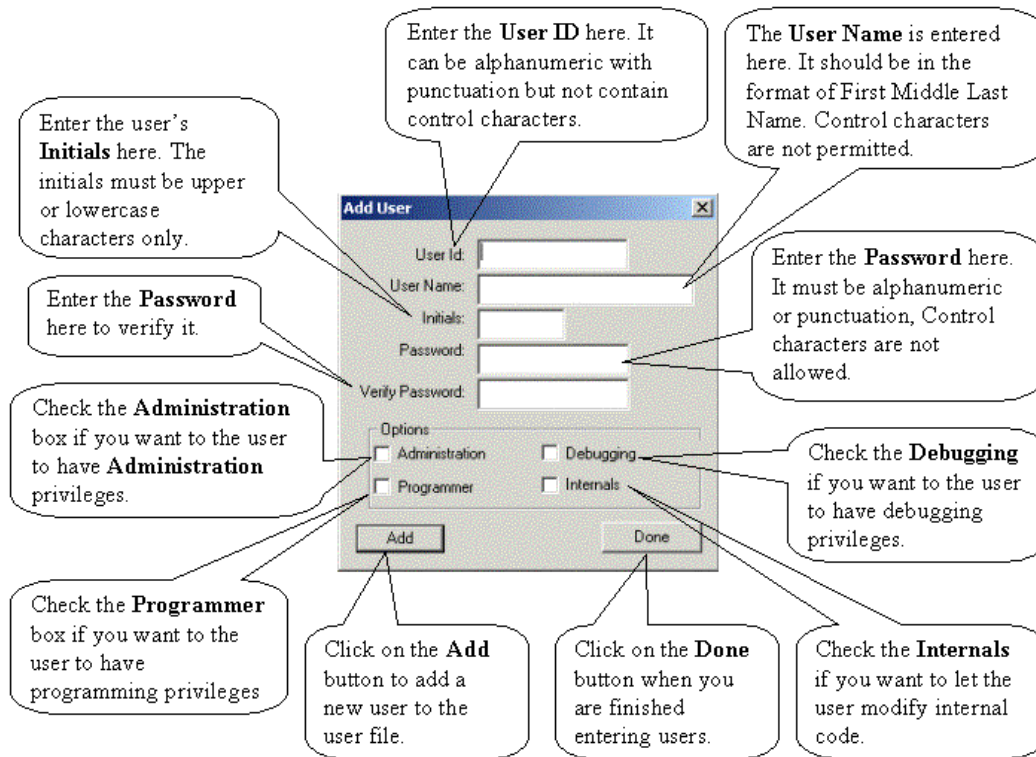 Enter the User ID here. It
can be alphanumeric with
punctuation but not contain
control characters.
The User Name is entered
here. It should be in the
format of First Middle Last
Name. Control characters
are not permitted.
Enter the user's
Initials here. The
initials must be upper
or lowercase
characters only.
Add User
User Id:
User Name:
Initials:
Password:
Verify Password:
Options
Administration
Debugging
Programmer
Internals
Add
Done
Enter the Password here.
It must be alphanumeric
or punctuation, Control
characters are not
allowed.
Enter the Password
here to verify it.
Check the Administration
box if you want to the user
to have Administration
privileges.
Check the Debugging
if you want to the user
to have debugging
privileges.
Check the Programmer
box if you want to the
user to have
programming privileges
Click on the Add
button to add a
new user to the
user file.
Click on the Done
button when you
are finished
entering users.
Check the Internals
if you want to let the
user modify internal
code.